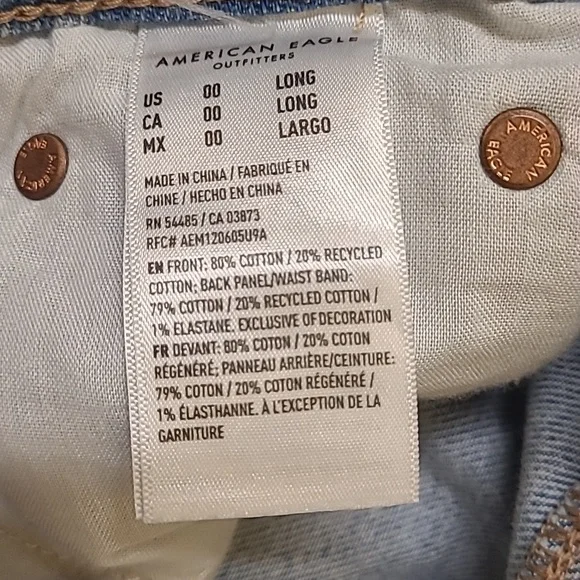 AMERICAN EAGLE
OUTFITTERS
US 00 LONG
CA 00 LONG
MX 00 LARGO
MADE IN CHINA / FABRIQUÉ EN
CHINE / HECHO EN CHINA
RN 54485 / CA 03873
RFC# AEM120605U9A
EN FRONT: 80% COTTON / 20% RECYCLED
COTTON; BACK PANEL/WAIST BAND:
79% COTTON / 20% RECYCLED COTTON /
1% ELASTANE. EXCLUSIVE OF DECORATION
FR DEVANT: 80% COTON / 20% COTON
RÉGÉNÉRÉ; PANNEAU ARRIÈRE/CEINTURE:
79% COTON / 20% COTON RÉGÉNÉRÉ /
1% ÉLASTHANNE. À L'EXCEPTION DE LA
GARNITURE
AMERICAN
AMERICAN